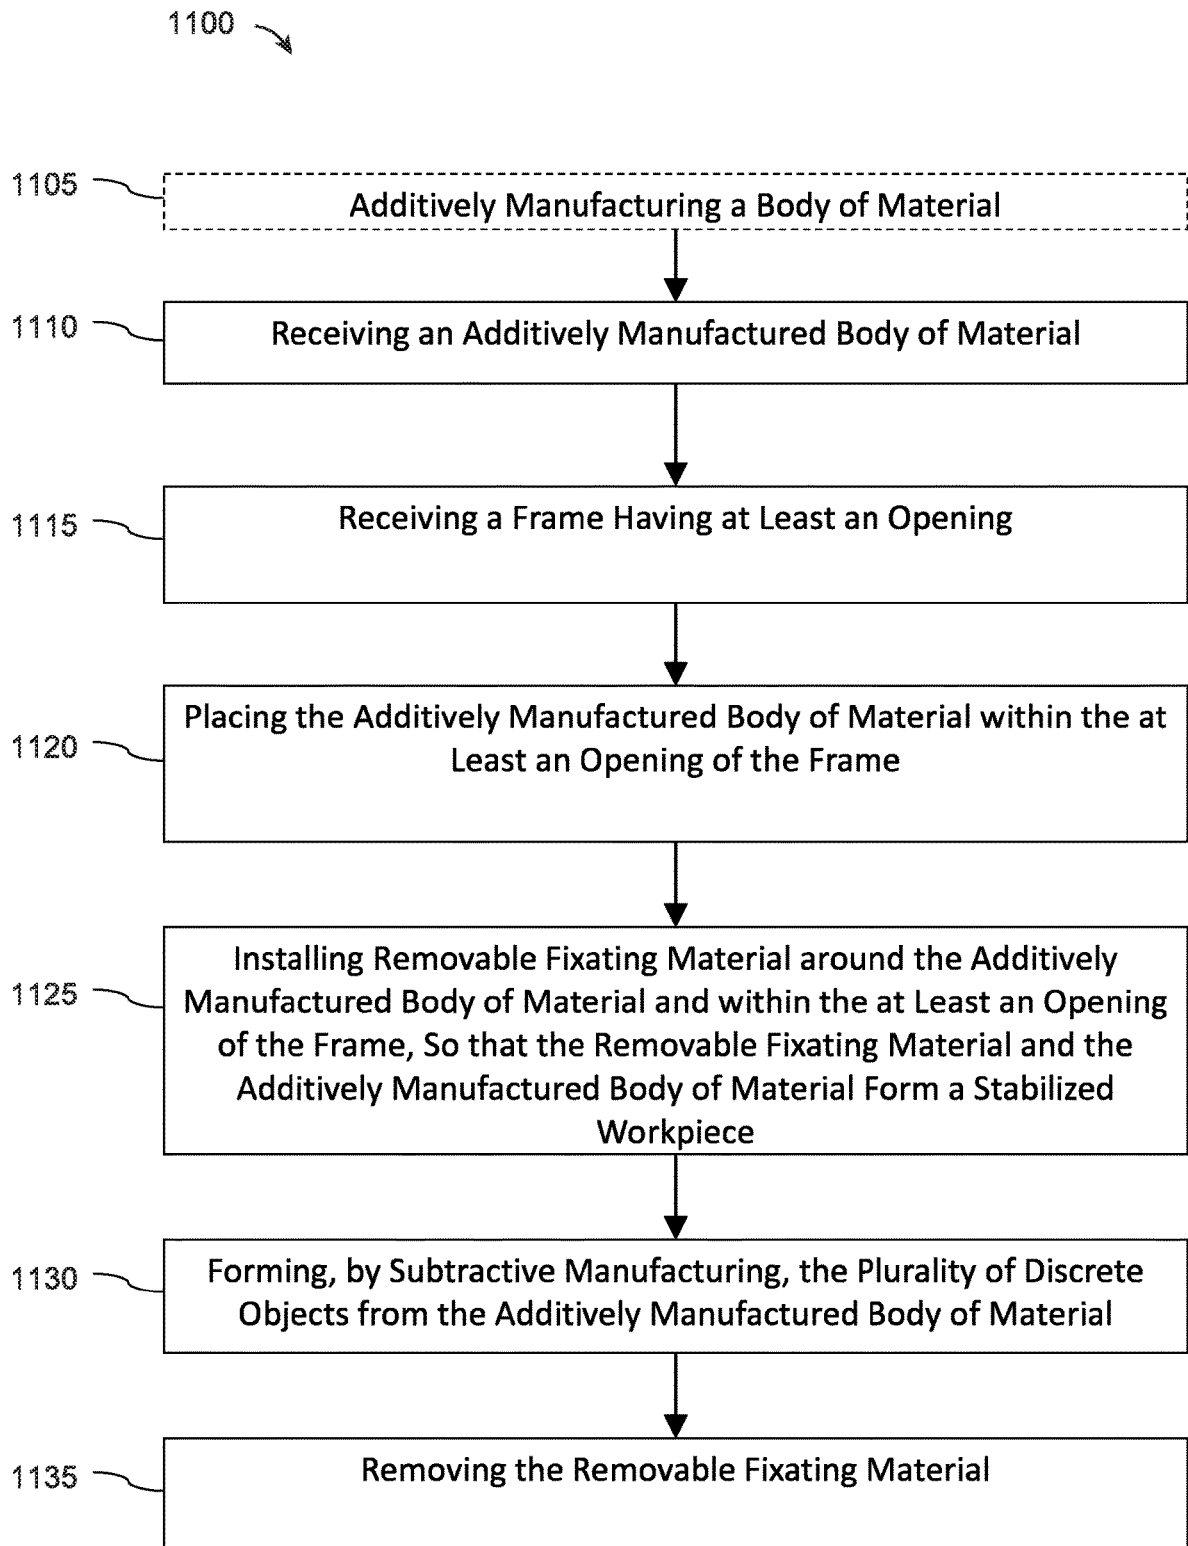 1100
1105
Additively Manufacturing a Body of Material
1110
Receiving an Additively Manufactured Body of Material
1115
Receiving a Frame Having at Least an Opening
1120
Placing the Additively Manufactured Body of Material within the at
Least an Opening of the Frame
1125
Installing Removable Fixating Material around the Additively
Manufactured Body of Material and within the at Least an Opening
of the Frame, So that the Removable Fixating Material and the
Additively Manufactured Body of Material Form a Stabilized
Workpiece
1130
Forming, by Subtractive Manufacturing, the Plurality of Discrete
Objects from the Additively Manufactured Body of Material
1135
Removing the Removable Fixating Material